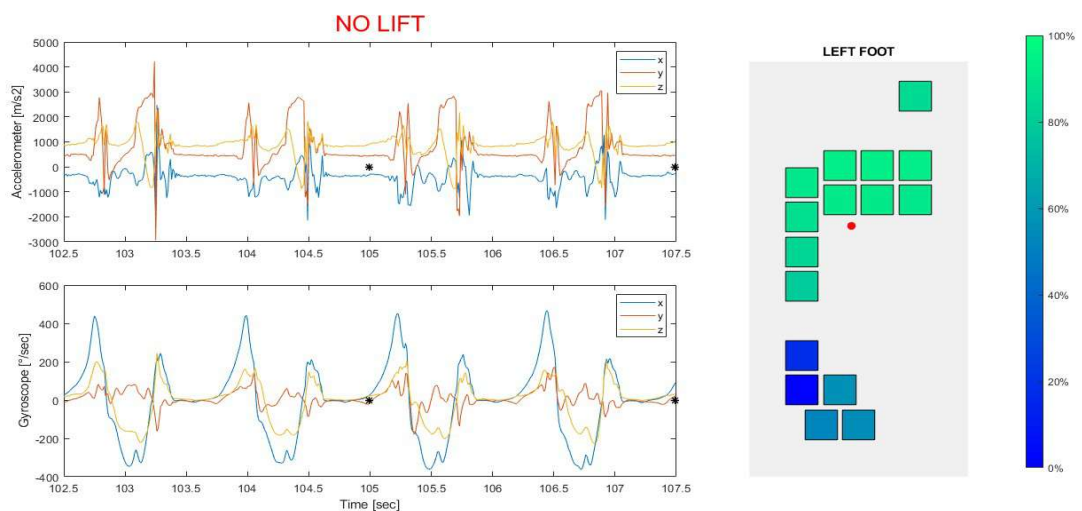 NO LIFT
Accelerometer [m/s2]
5000
4000
3000
2000
1000
0
-1000
-2000
-3000
102.5 103 103.5 104 104.5 105 105.5 106 106.5 107 107.5
x
y
z
Gyroscope [°/sec]
600
400
200
0
-200
-400
102.5 103 103.5 104 104.5 105 105.5 106 106.5 107 107.5
Time [sec]
x
y
z
LEFT FOOT
100%
80%
60%
40%
20%
0%